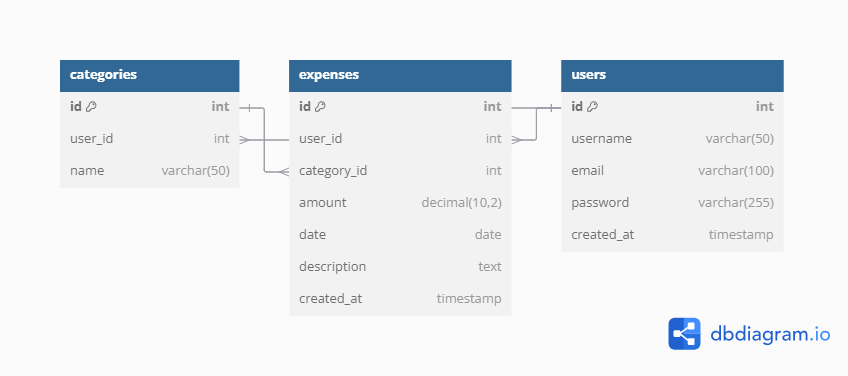 categories
id int
user_id int
name varchar(50)
expenses
id int
user_id int
category_id int
amount decimal(10,2)
date date
description text
created_at timestamp
users
id int
username varchar(50)
email varchar(100)
password varchar(255)
created_at timestamp
dbdiagram.io